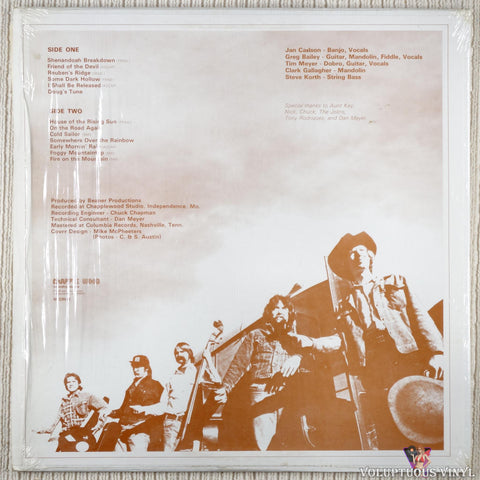 SIDE ONE
Shenandoah Breakdown
Friend of the Devil
Reuben's Ridge
Some Dark Hollow
I Shall Be Released
Doug's Tune
SIDE TWO
House of the Rising Sun
On the Road Again
Cold Sailor
Somewhere Over the Rainbow
Early Mornin' Rain
Foggy Mountaintop
Fire on the Mountain
Jan Carlson - Banjo, Vocals
Greg Bailey - Guitar, Mandolin, Fiddle, Vocals
Tim Meyer - Dobro, Guitar, Vocals
Clark Gallagher - Mandolin
Steve Korth - String Bass
Special thanks to Aunt Kay,
Nick, Chuck, The Jokro,
Tony Rodriquez, and Dan Meyer
Produced by Beaner Productions
Recorded at Chapplewood Studio, Independence, Mo.
Recording Engineer - Chuck Chapman
Technical Consultant - Dan Meyer
Mastered at Columbia Records, Nashville, Tenn.
Cover Design - Mike McPheeters
(Photos - C. & S. Austin)
CHAPPLE WOOD
VOLUPTUOUS VINYL